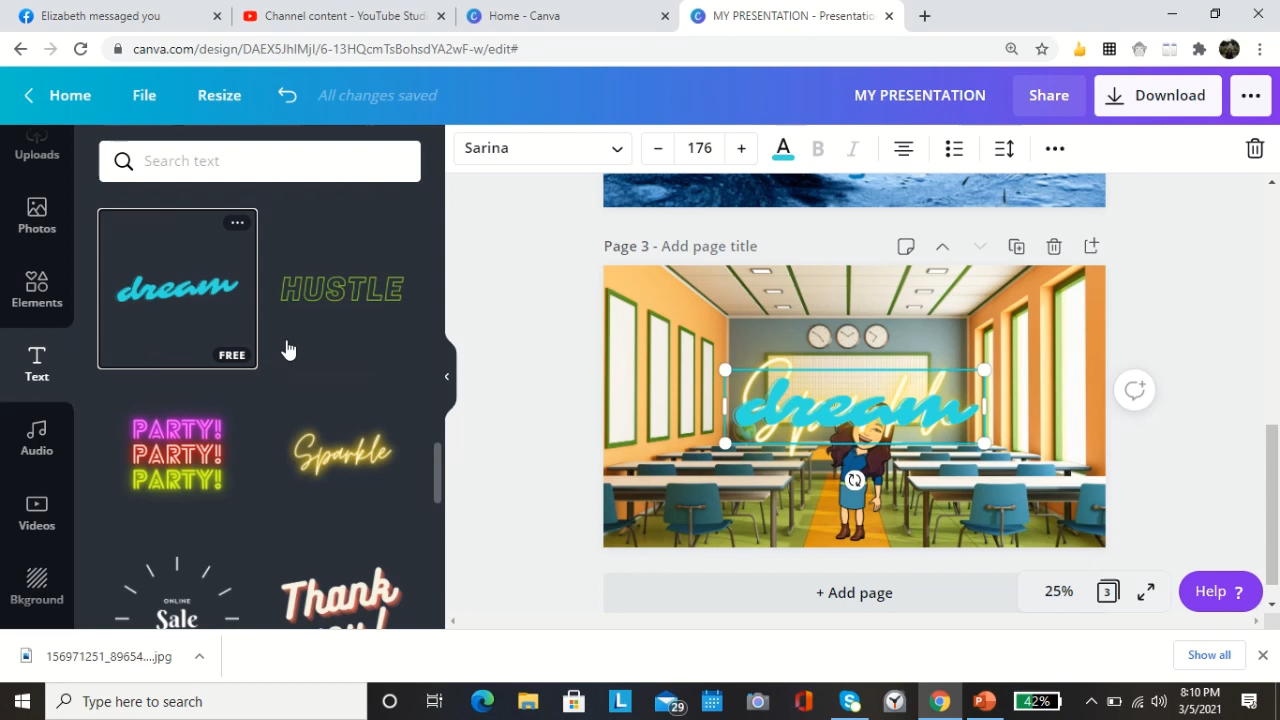 Elizabeth messaged you
Channel content - YouTube Studi
Home - Canva
MY PRESENTATION - Presentatio
canva.com/design/DAEX5JhlMjI/6-13HQcmTsBohsdYA2wF-w/edit#
Home
File
Resize
All changes saved
MY PRESENTATION
Share
Download
Uploads
Search text
Sarina
176
A
B
I
Photos
Elements
Text
Audio
Videos
Bkground
dream
FREE
HUSTLE
PARTY!
PARTY!
PARTY!
Sparkle
ONLINE
Sale
Thank
you!
Page 3 - Add page title
dream
+ Add page
25%
3
Help ?
156971251_89654....jpg
Show all
Type here to search
29
42%
8:10 PM
3/5/2021